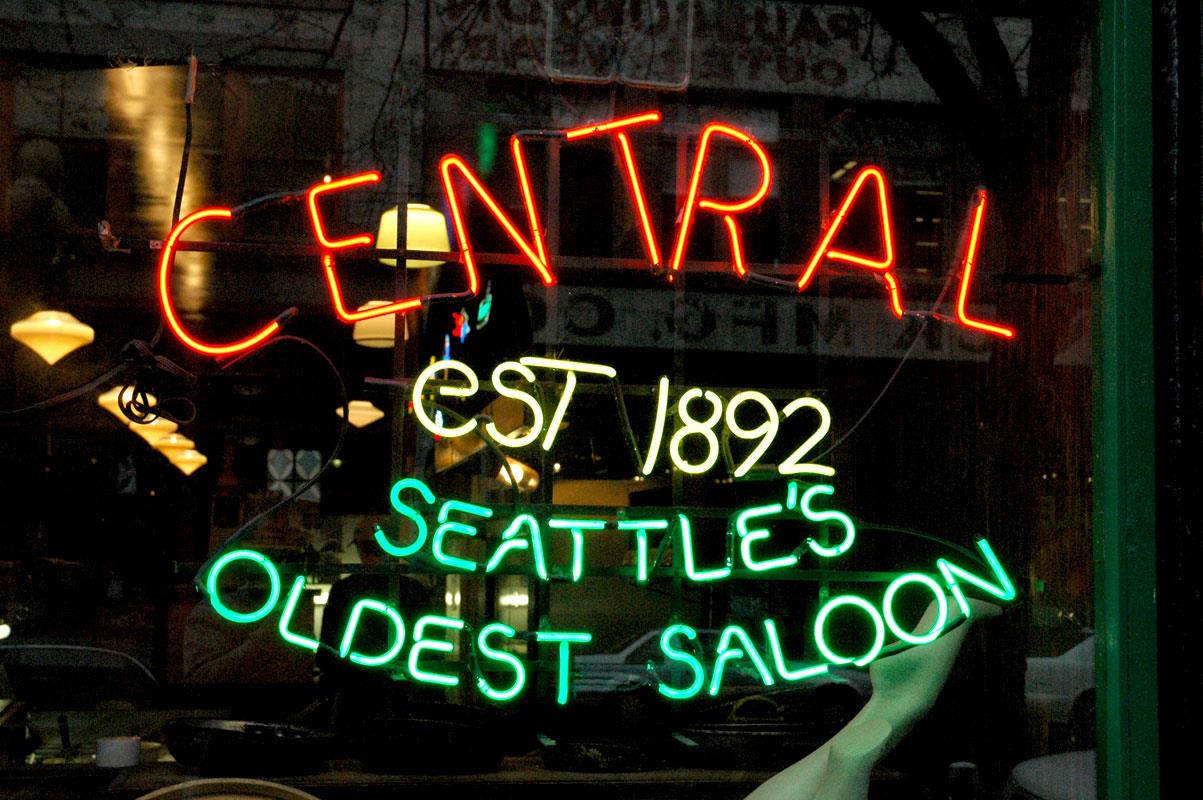 CENTRAL
eST 1892
SEATTLE'S
OLDEST SALOON